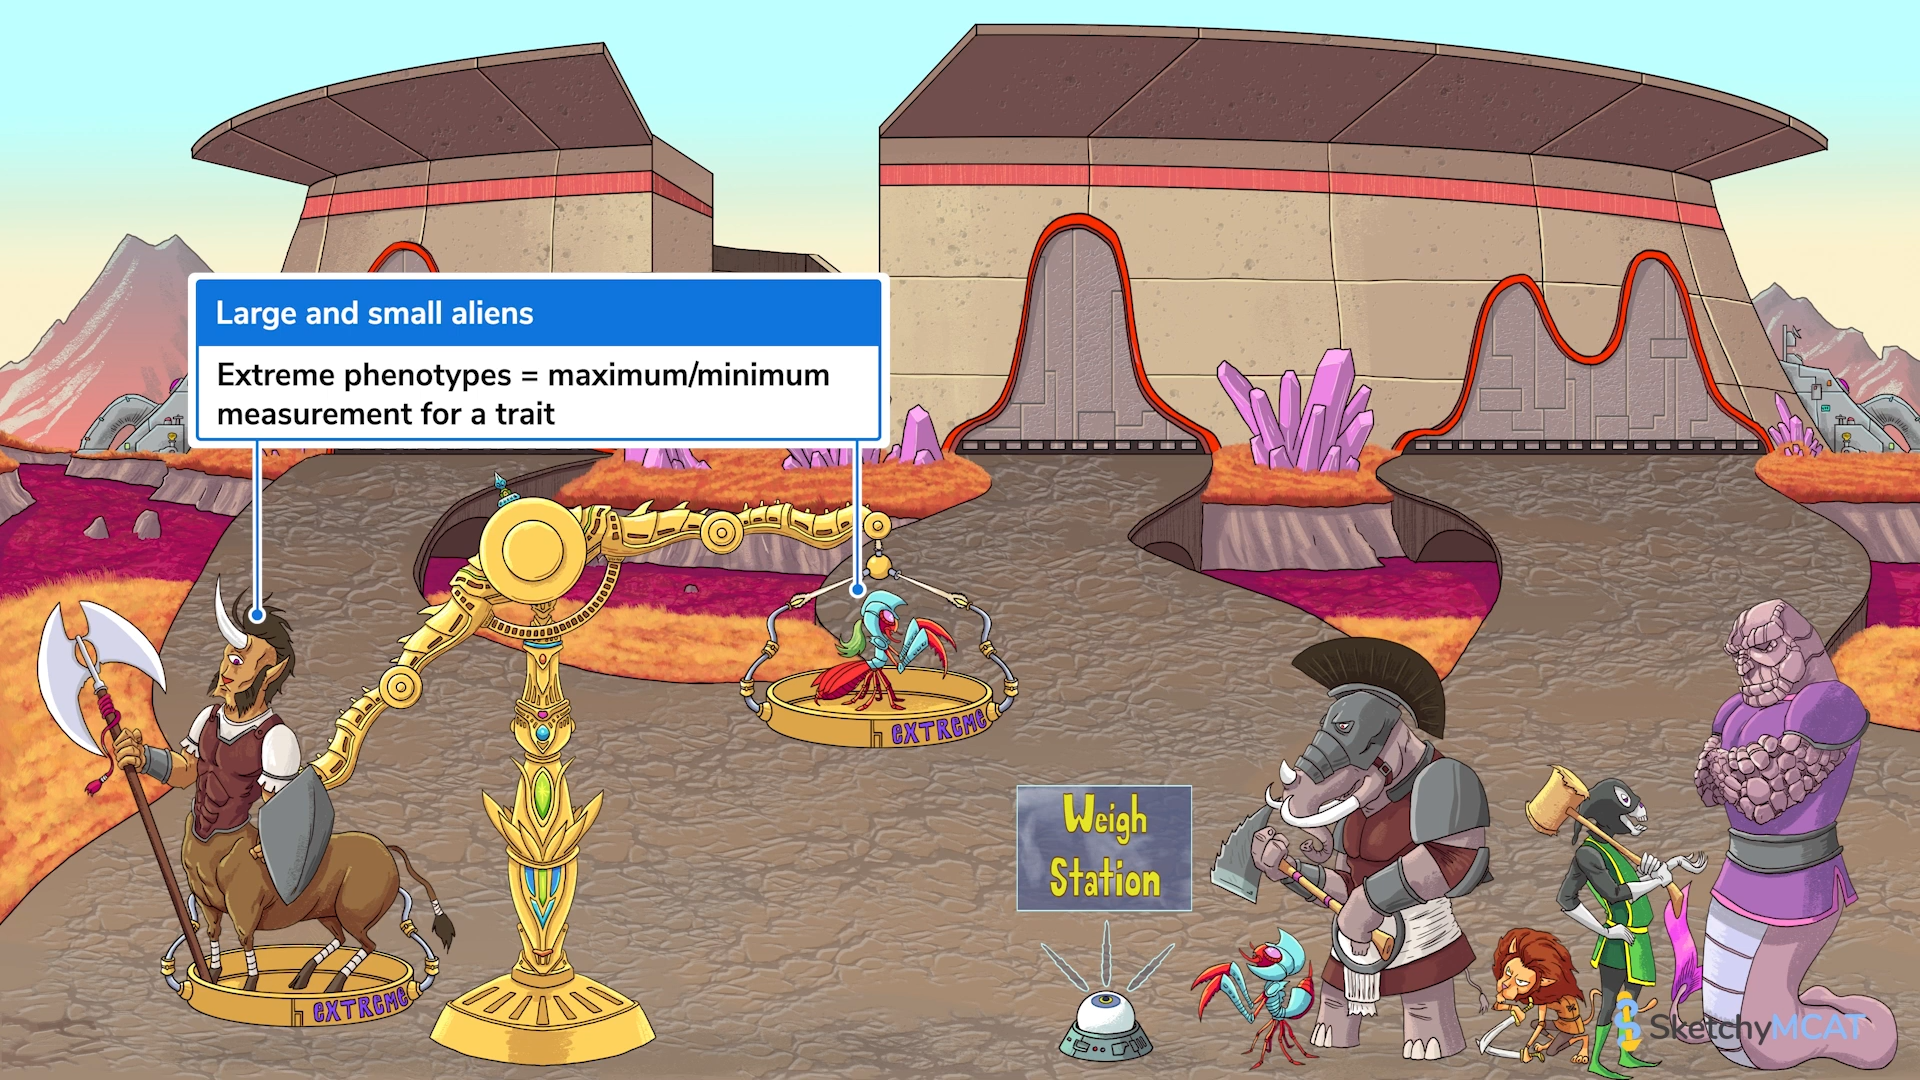 Large and small aliens
Extreme phenotypes = maximum/minimum
measurement for a trait
EXTREME
Weigh
Station
EXTREME
SketchyMCAT